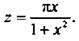 z = πx / (1 + x²).